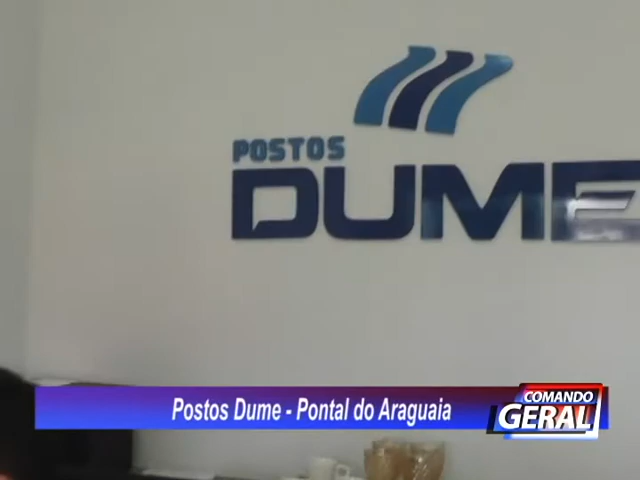 POSTOS
DUME
Postos Dume - Pontal do Araguaia
COMANDO
GERAL